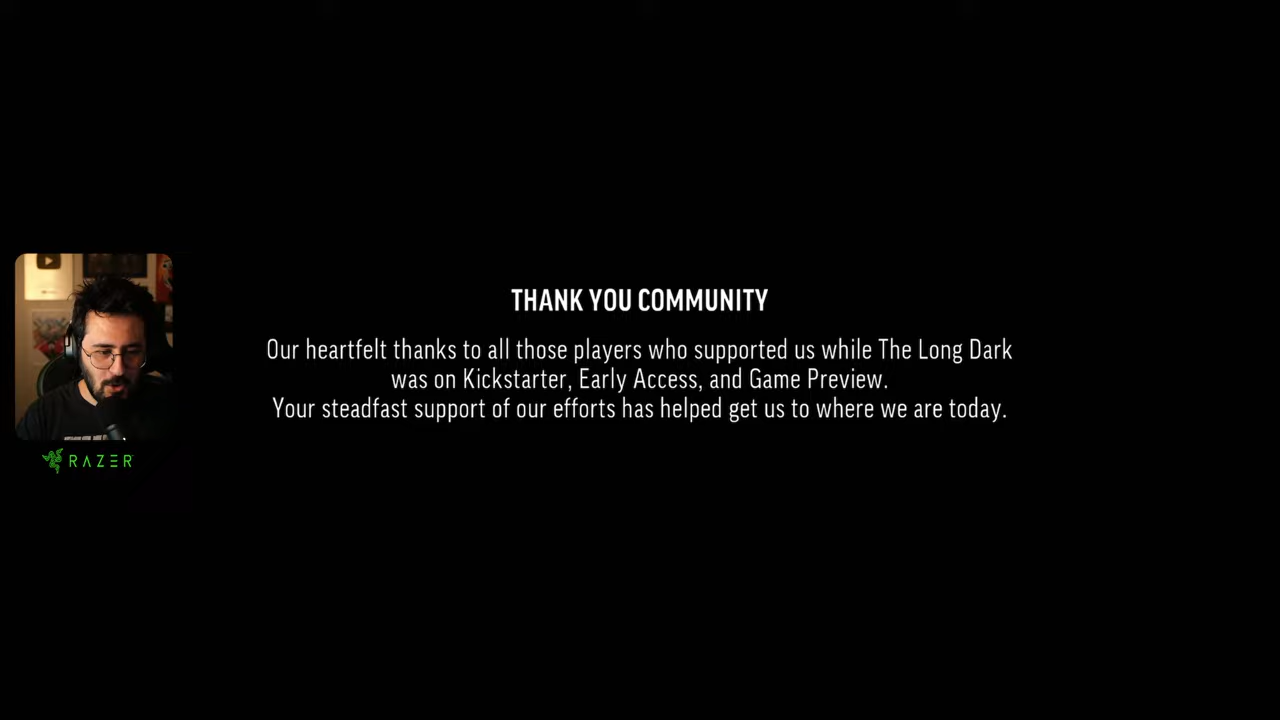 THANK YOU COMMUNITY
Our heartfelt thanks to all those players who supported us while The Long Dark
was on Kickstarter, Early Access, and Game Preview.
Your steadfast support of our efforts has helped get us to where we are today.
RAZER